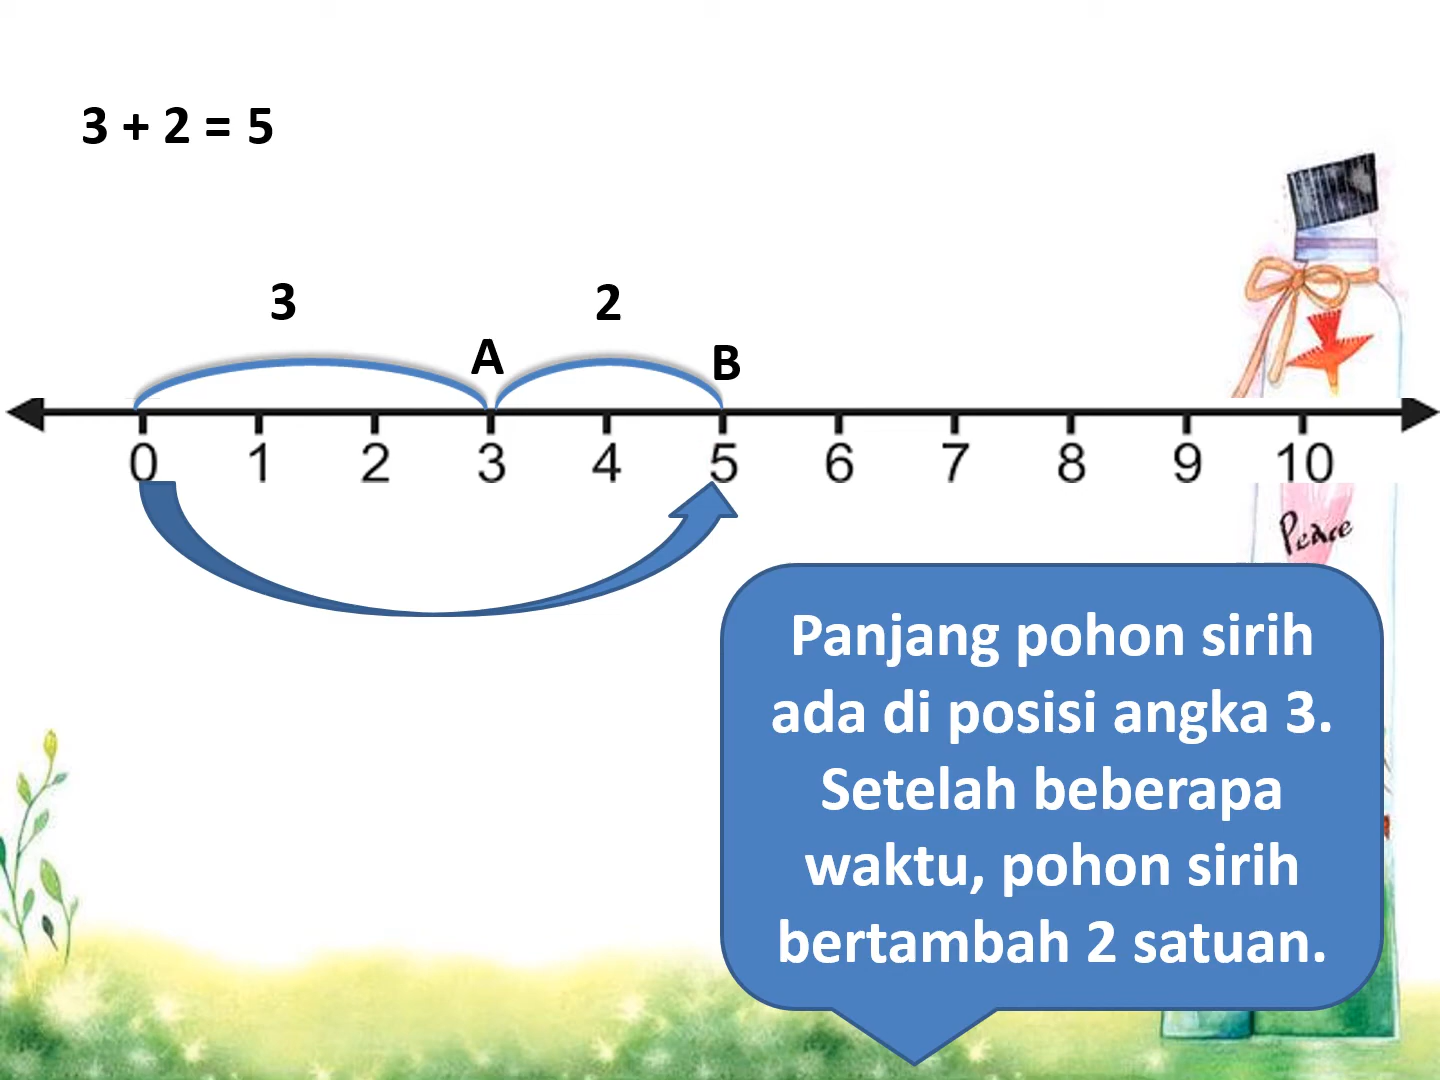 3 + 2 = 5
3 2
A B
0 1 2 3 4 5 6 7 8 9 10
Peace
Panjang pohon sirih
ada di posisi angka 3.
Setelah beberapa
waktu, pohon sirih
bertambah 2 satuan.